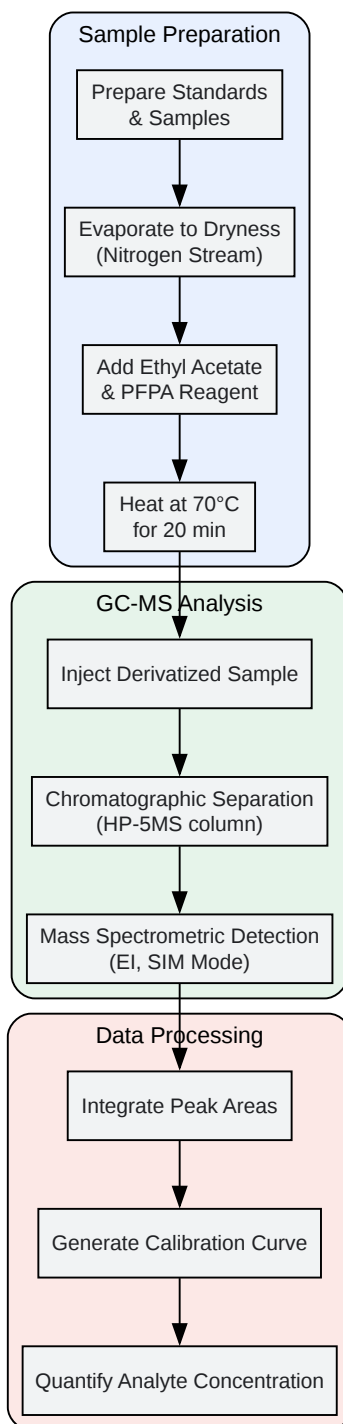 Sample Preparation
Prepare Standards
& Samples
Evaporate to Dryness
(Nitrogen Stream)
Add Ethyl Acetate
& PFPA Reagent
Heat at 70°C
for 20 min
GC-MS Analysis
Inject Derivatized Sample
Chromatographic Separation
(HP-5MS column)
Mass Spectrometric Detection
(EI, SIM Mode)
Data Processing
Integrate Peak Areas
Generate Calibration Curve
Quantify Analyte Concentration